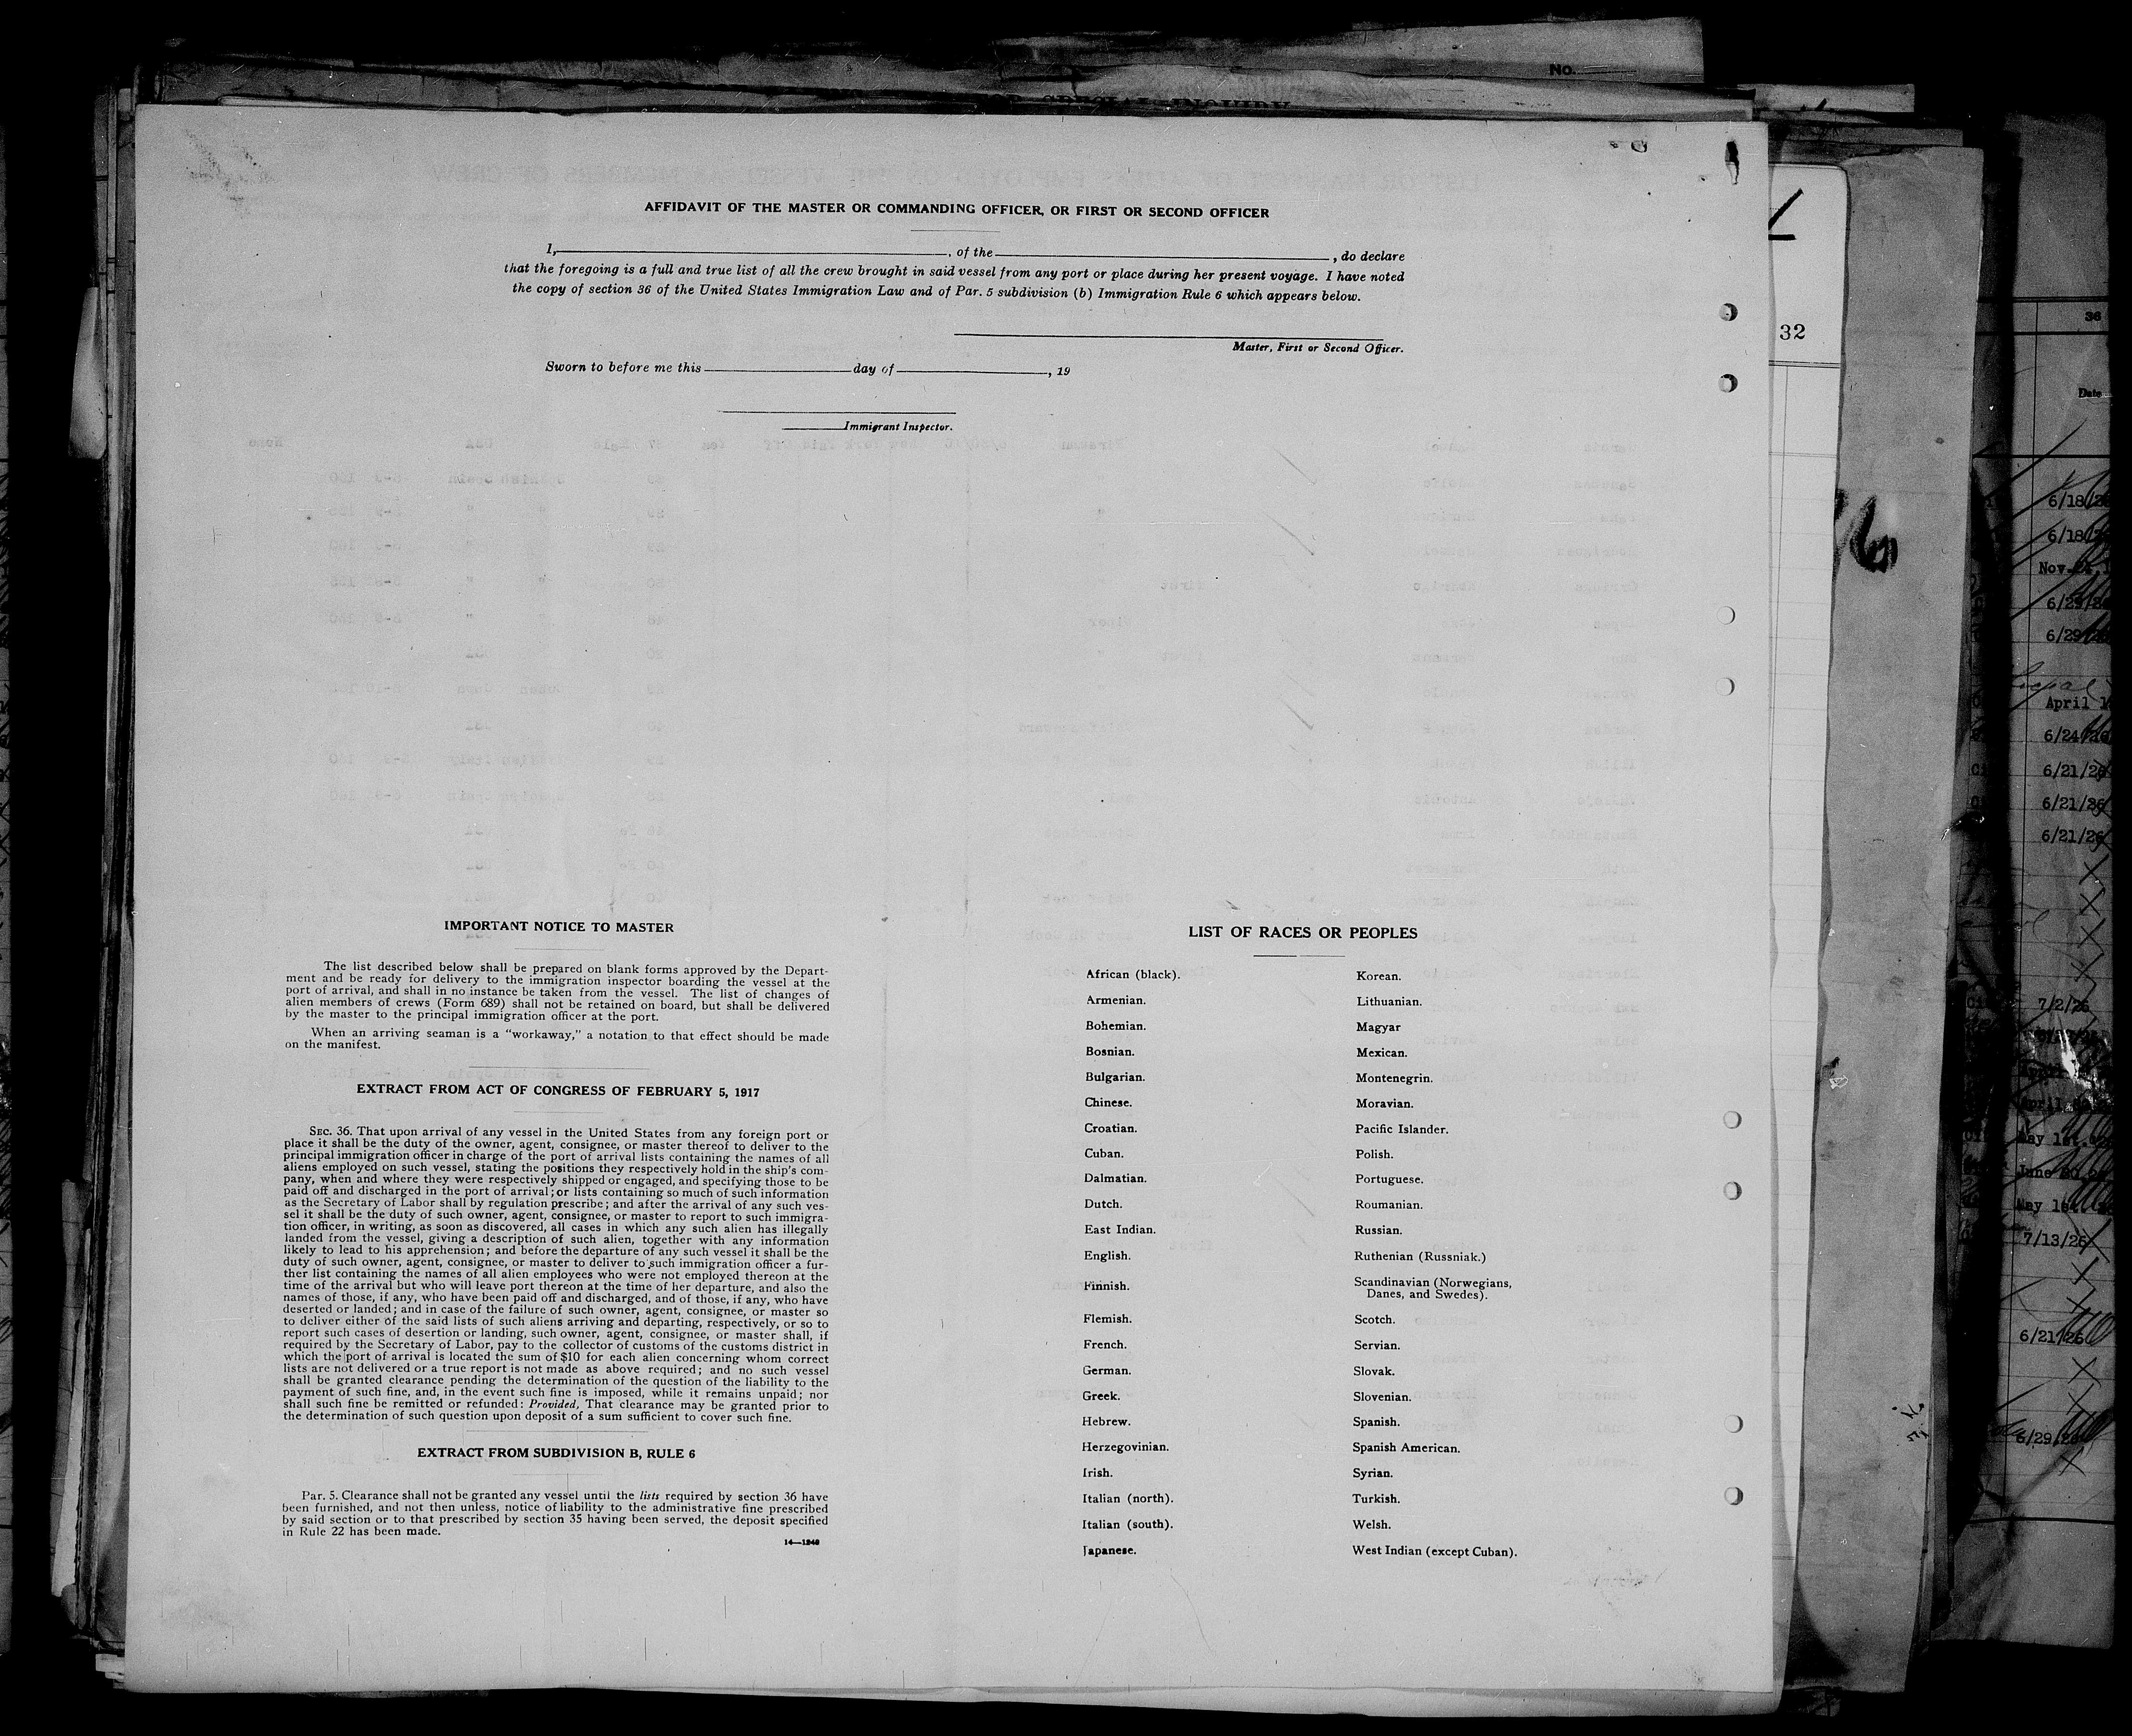 No.
FOR SPECIAL INQUIRY
AFFIDAVIT OF THE MASTER OR COMMANDING OFFICER, OR FIRST OR SECOND OFFICER
I, , of the , do declare
that the foregoing is a full and true list of all the crew brought in said vessel from any port or place during her present voyage. I have noted
the copy of section 36 of the United States Immigration Law and of Par. 5 subdivision (b) Immigration Rule 6 which appears below.
Master, First or Second Officer.
Sworn to before me this day of , 19
Immigrant Inspector.
IMPORTANT NOTICE TO MASTER
The list described below shall be prepared on blank forms approved by the Depart-
ment and be ready for delivery to the immigration inspector boarding the vessel at the
port of arrival, and shall in no instance be taken from the vessel. The list of changes of
alien members of crews (Form 689) shall not be retained on board, but shall be delivered
by the master to the principal immigration officer at the port.
When an arriving seaman is a “workaway,” a notation to that effect should be made
on the manifest.
EXTRACT FROM ACT OF CONGRESS OF FEBRUARY 5, 1917
SEC. 36. That upon arrival of any vessel in the United States from any foreign port or
place it shall be the duty of the owner, agent, consignee, or master thereof to deliver to the
principal immigration officer in charge of the port of arrival lists containing the names of all
aliens employed on such vessel, stating the positions they respectively hold in the ship's com-
pany, when and where they were respectively shipped or engaged, and specifying those to be
paid off and discharged in the port of arrival; or lists containing so much of such information
as the Secretary of Labor shall by regulation prescribe; and after the arrival of any such ves-
sel it shall be the duty of such owner, agent, consignee, or master to report to such immigra-
tion officer, in writing, as soon as discovered, all cases in which any such alien has illegally
landed from the vessel, giving a description of such alien, together with any information
likely to lead to his apprehension; and before the departure of any such vessel it shall be the
duty of such owner, agent, consignee, or master to deliver to such immigration officer a fur-
ther list containing the names of all alien employees who were not employed thereon at the
time of the arrival but who will leave port thereon at the time of her departure, and also the
names of those, if any, who have been paid off and discharged, and of those, if any, who have
deserted or landed; and in case of the failure of such owner, agent, consignee, or master so
to deliver either of the said lists of such aliens arriving and departing, respectively, or so to
report such cases of desertion or landing, such owner, agent, consignee, or master shall, if
required by the Secretary of Labor, pay to the collector of customs of the customs district in
which the port of arrival is located the sum of $10 for each alien concerning whom correct
lists are not delivered or a true report is not made as above required; and no such vessel
shall be granted clearance pending the determination of the question of the liability to the
payment of such fine, and, in the event such fine is imposed, while it remains unpaid; nor
shall such fine be remitted or refunded: Provided, That clearance may be granted prior to
the determination of such question upon deposit of a sum sufficient to cover such fine.
EXTRACT FROM SUBDIVISION B, RULE 6
Par. 5. Clearance shall not be granted any vessel until the lists required by section 36 have
been furnished, and not then unless, notice of liability to the administrative fine prescribed
by said section or to that prescribed by section 35 having been served, the deposit specified
in Rule 22 has been made.
14—1240
LIST OF RACES OR PEOPLES
African (black).
Armenian.
Bohemian.
Bosnian.
Bulgarian.
Chinese.
Croatian.
Cuban.
Dalmatian.
Dutch.
East Indian.
English.
Finnish.
Flemish.
French.
German.
Greek.
Hebrew.
Herzegovinian.
Irish.
Italian (north).
Italian (south).
Japanese.
Korean.
Lithuanian.
Magyar
Mexican.
Montenegrin.
Moravian.
Pacific Islander.
Polish.
Portuguese.
Roumanian.
Russian.
Ruthenian (Russniak.)
Scandinavian (Norwegians,
Danes, and Swedes).
Scotch.
Servian.
Slovak.
Slovenian.
Spanish.
Spanish American.
Syrian.
Turkish.
Welsh.
West Indian (except Cuban).
32
36
Date
6/18/26
6/18/26
Nov.
6/29/26
6/29/26
April 1
6/24/26
6/21/26
6/21/26
6/21/26
7/2/26
April
May 1st
June 30
May 1st
7/13/26
6/21/26
6/29/26